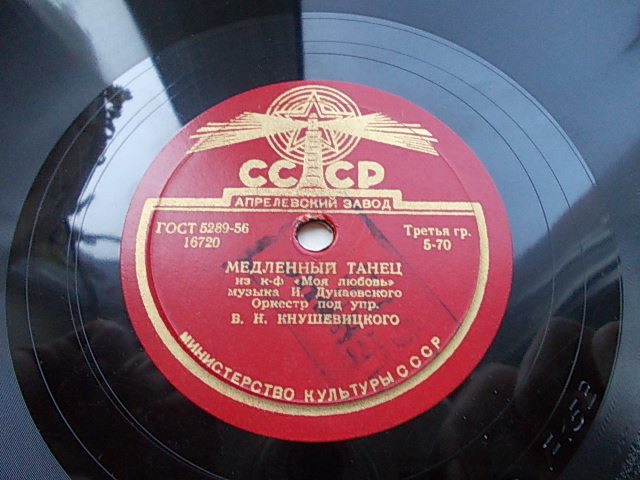 СССР
АПРЕЛЕВСКИЙ ЗАВОД
ГОСТ 5289-56
16720
Третья гр.
5-70
МЕДЛЕННЫЙ ТАНЕЦ
из к-ф «Моя любовь»
музыка И. Дунаевского
Оркестр под упр.
В. Н. КНУШЕВИЦКОГО
МИНИСТЕРСТВО КУЛЬТУРЫ СССР